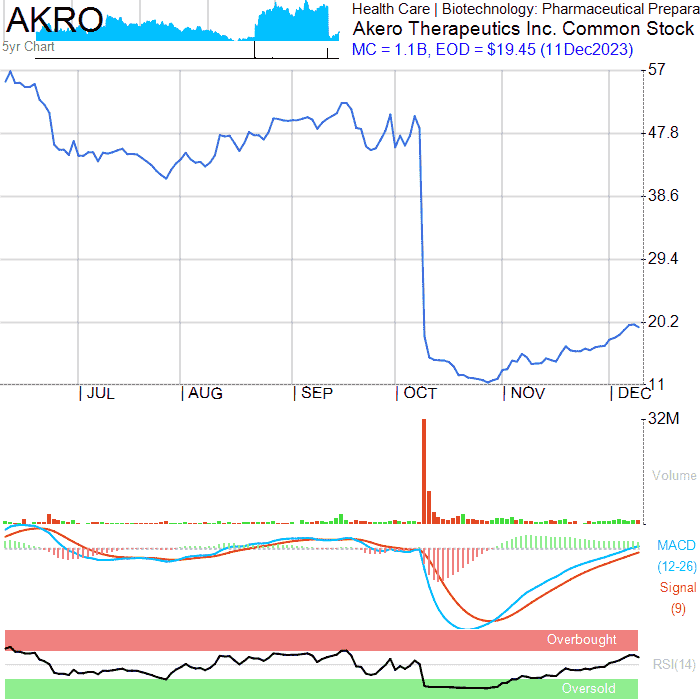 AKRO
5yr Chart
Health Care | Biotechnology: Pharmaceutical Prepara
Akero Therapeutics Inc. Common Stock
MC = 1.1B, EOD = $19.45 (11Dec2023)
57
47.8
38.6
29.4
20.2
11
JUL
AUG
SEP
OCT
NOV
DEC
32M
Volume
MACD
(12-26)
Signal
(9)
Overbought
RSI(14)
Oversold